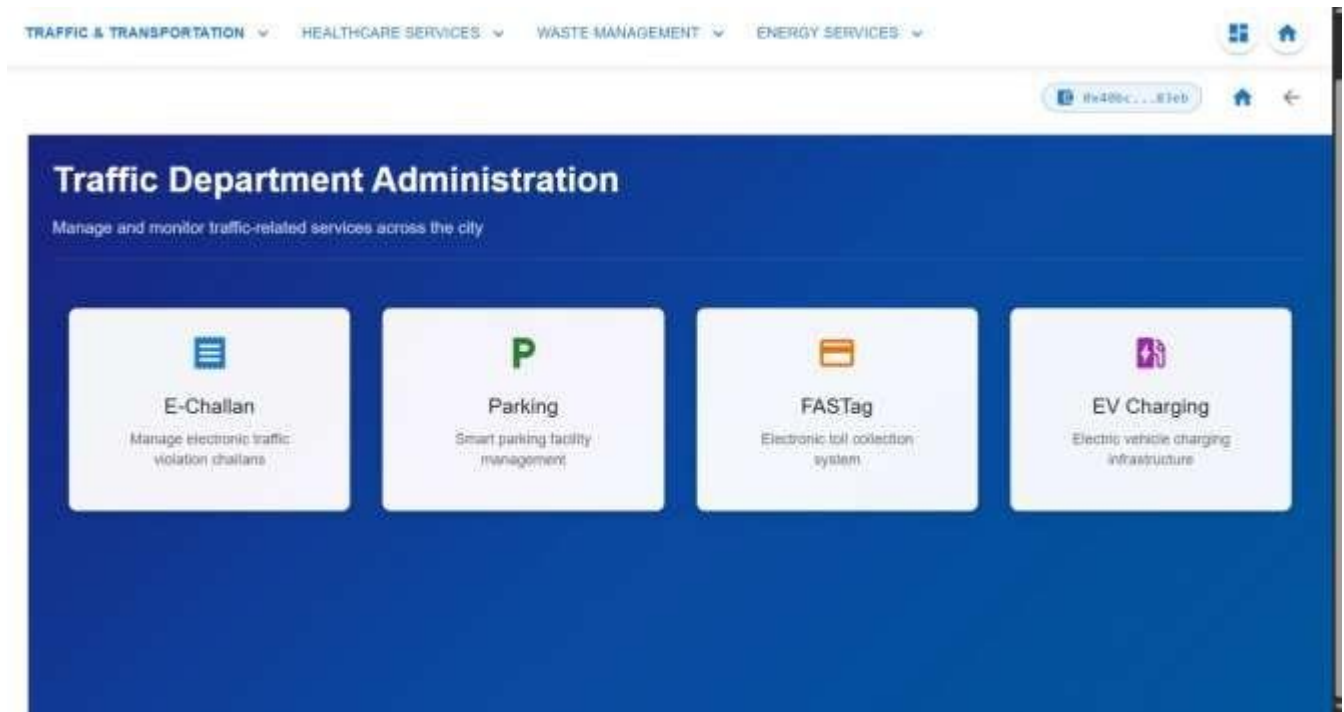 TRAFFIC & TRANSPORTATION HEALTHCARE SERVICES WASTE MANAGEMENT ENERGY SERVICES
0x40bc...83eb
Traffic Department Administration
Manage and monitor traffic-related services across the city
E-Challan
Manage electronic traffic
violation challans
P
Parking
Smart parking facility
management
FASTag
Electronic toll collection
system
EV Charging
Electric vehicle charging
infrastructure